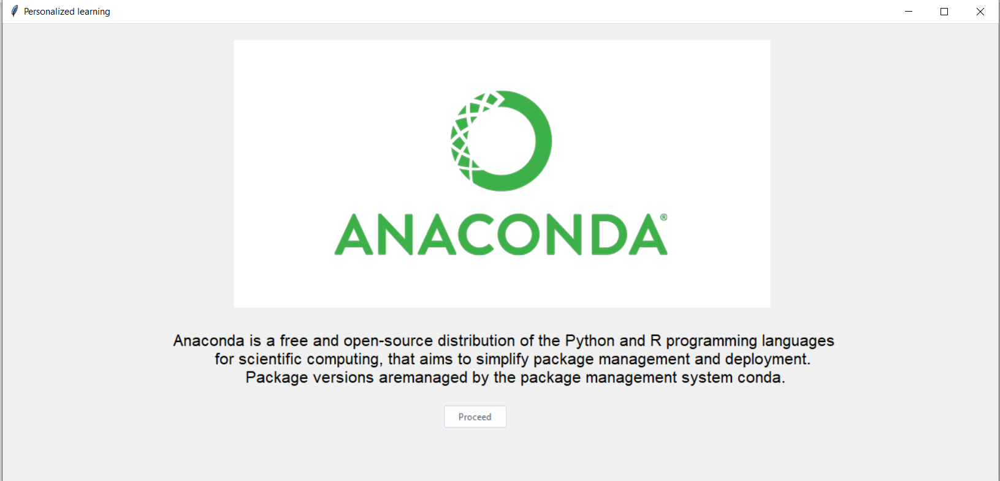 Personalized learning
ANACONDA®
Anaconda is a free and open-source distribution of the Python and R programming languages
for scientific computing, that aims to simplify package management and deployment.
Package versions aremanaged by the package management system conda.
Proceed